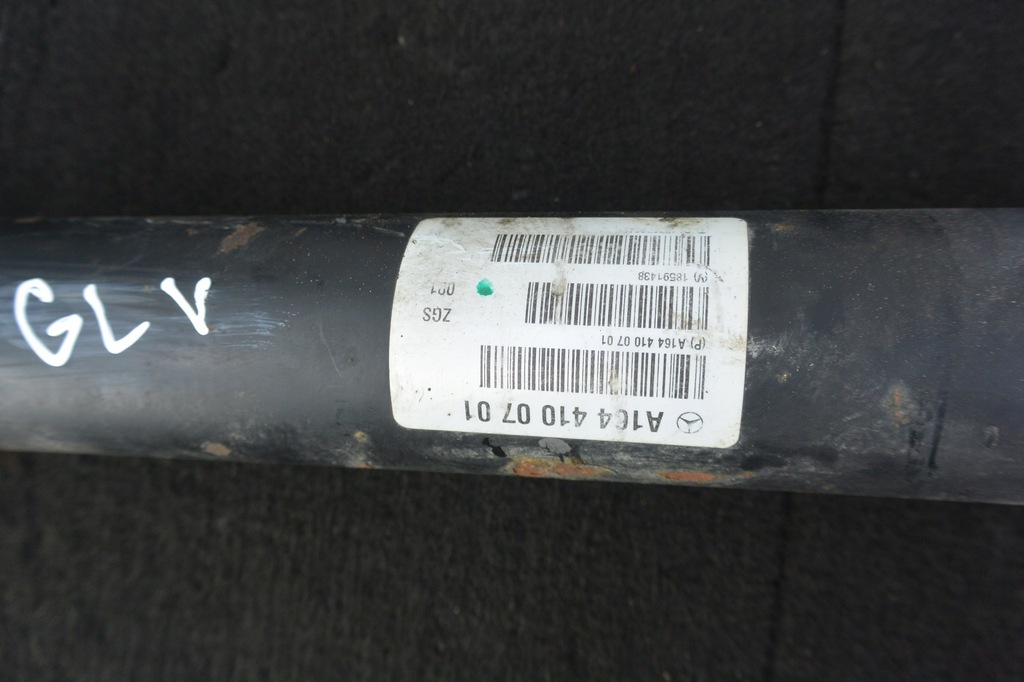 GLV
A164 410 07 01
(P) A164 410 07 01
ZGS
001
(V) 18591438